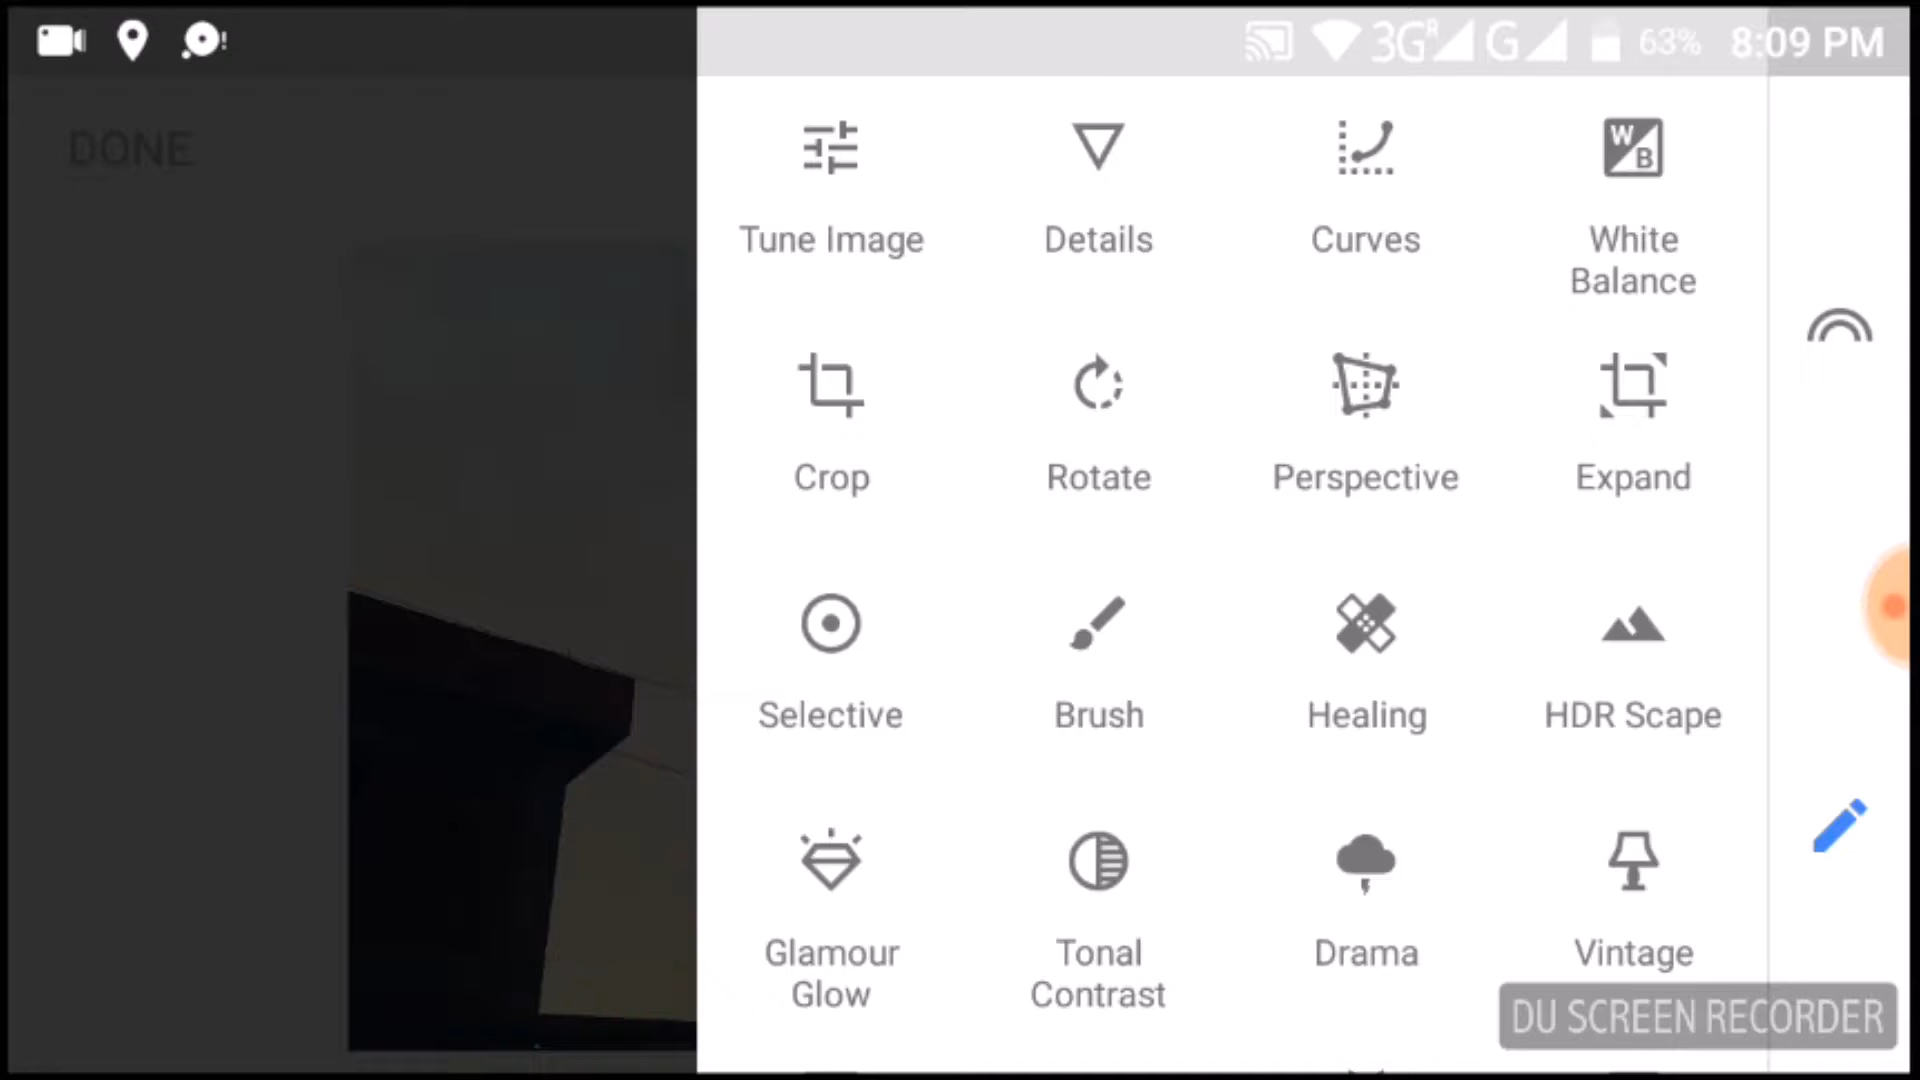 3G R G 63% 8:09 PM
DONE
Tune Image Details Curves White Balance
W B
Crop Rotate Perspective Expand
Selective Brush Healing HDR Scape
Glamour Glow Tonal Contrast Drama Vintage
DU SCREEN RECORDER